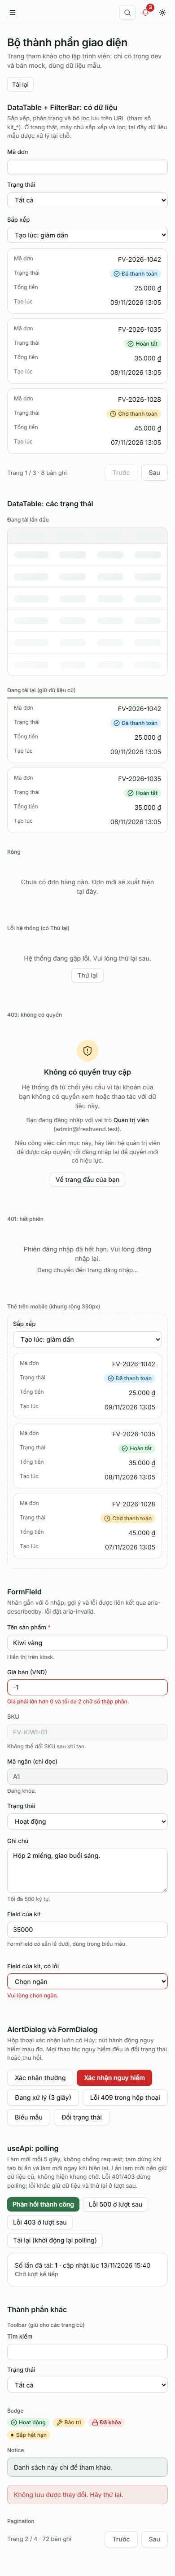 2
Bộ thành phần giao diện
Trang tham khảo cho lập trình viên: chỉ có trong dev
và bản mock, dùng dữ liệu mẫu.
Tải lại
DataTable + FilterBar: có dữ liệu
Sắp xếp, phân trang và bộ lọc lưu trên URL (tham số
kit_*). Ở trang thật, máy chủ sắp xếp và lọc; tại đây dữ liệu
mẫu được xử lý tại chỗ.
Mã đơn
Trạng thái
Tất cả
Sắp xếp
Tạo lúc: giảm dần
Mã đơn FV-2026-1042
Trạng thái Đã thanh toán
Tổng tiền 25.000 ₫
Tạo lúc 09/11/2026 13:05
Mã đơn FV-2026-1035
Trạng thái Hoàn tất
Tổng tiền 35.000 ₫
Tạo lúc 08/11/2026 13:05
Mã đơn FV-2026-1028
Trạng thái Chờ thanh toán
Tổng tiền 45.000 ₫
Tạo lúc 07/11/2026 13:05
Trang 1 / 3 · 8 bản ghi Trước Sau
DataTable: các trạng thái
Đang tải lần đầu
Đang tải lại (giữ dữ liệu cũ)
Mã đơn FV-2026-1042
Trạng thái Đã thanh toán
Tổng tiền 25.000 ₫
Tạo lúc 09/11/2026 13:05
Mã đơn FV-2026-1035
Trạng thái Hoàn tất
Tổng tiền 35.000 ₫
Tạo lúc 08/11/2026 13:05
Rỗng
Chưa có đơn hàng nào. Đơn mới sẽ xuất hiện
tại đây.
Lỗi hệ thống (có Thử lại)
Hệ thống đang gặp lỗi. Vui lòng thử lại sau.
Thử lại
403: không có quyền
Không có quyền truy cập
Hệ thống đã từ chối yêu cầu vì tài khoản của
bạn không có quyền xem hoặc thao tác với dữ
liệu này.
Bạn đang đăng nhập với vai trò Quản trị viên
(admin@freshvend.test).
Nếu công việc cần mục này, hãy liên hệ quản trị viên
để được cấp quyền, rồi đăng nhập lại để quyền mới
có hiệu lực.
Về trang đầu của bạn
401: hết phiên
Phiên đăng nhập đã hết hạn. Vui lòng đăng
nhập lại.
Đang chuyển đến trang đăng nhập...
Thẻ trên mobile (khung rộng 390px)
Sắp xếp
Tạo lúc: giảm dần
Mã đơn FV-2026-1042
Trạng thái Đã thanh toán
Tổng tiền 25.000 ₫
Tạo lúc 09/11/2026 13:05
Mã đơn FV-2026-1035
Trạng thái Hoàn tất
Tổng tiền 35.000 ₫
Tạo lúc 08/11/2026 13:05
Mã đơn FV-2026-1028
Trạng thái Chờ thanh toán
Tổng tiền 45.000 ₫
Tạo lúc 07/11/2026 13:05
FormField
Nhãn gắn với ô nhập; gợi ý và lỗi được liên kết qua aria-
describedby, lỗi đặt aria-invalid.
Tên sản phẩm *
Kiwi vàng
Hiển thị trên kiosk.
Giá bán (VND)
-1
Giá phải lớn hơn 0 và tối đa 2 chữ số thập phân.
SKU
FV-KIWI-01
Không thể đổi SKU sau khi tạo.
Mã ngăn (chỉ đọc)
A1
Đang khóa.
Trạng thái
Hoạt động
Ghi chú
Hộp 2 miếng, giao buổi sáng.
Tối đa 500 ký tự.
Field của kit
35000
FormField có sẵn lề dưới, dùng trong biểu mẫu.
Field của kit, có lỗi
Chọn ngăn
Vui lòng chọn ngăn.
AlertDialog và FormDialog
Hộp thoại xác nhận luôn có Hủy; nút hành động nguy
hiểm màu đỏ. Mọi thao tác nguy hiểm đều là đổi trạng thái
hoặc thu hồi.
Xác nhận thường Xác nhận nguy hiểm
Đang xử lý (3 giây) Lỗi 409 trong hộp thoại
Biểu mẫu Đổi trạng thái
useApi: polling
Làm mới mỗi 5 giây, không chồng request; tạm dừng khi
tab bị ẩn và làm mới ngay khi hiện lại. Lần làm mới nền giữ
dữ liệu cũ, không hiện khung chờ. Lỗi 401/403 dừng
polling; lỗi khác giữ dữ liệu và thử lại ở lượt sau.
Phản hồi thành công Lỗi 500 ở lượt sau
Lỗi 403 ở lượt sau
Tải lại (khởi động lại polling)
Số lần đã tải: 1 · cập nhật lúc 13/11/2026 15:40
Chờ lượt kế tiếp
Thành phần khác
Toolbar (giữ cho các trang cũ)
Tìm kiếm
Trạng thái
Tất cả
Badge
Hoạt động Bảo trì Đã khóa
Sắp hết hạn
Notice
Danh sách này chỉ để tham khảo.
Không lưu được thay đổi. Hãy thử lại.
Pagination
Trang 2 / 4 · 72 bản ghi Trước Sau